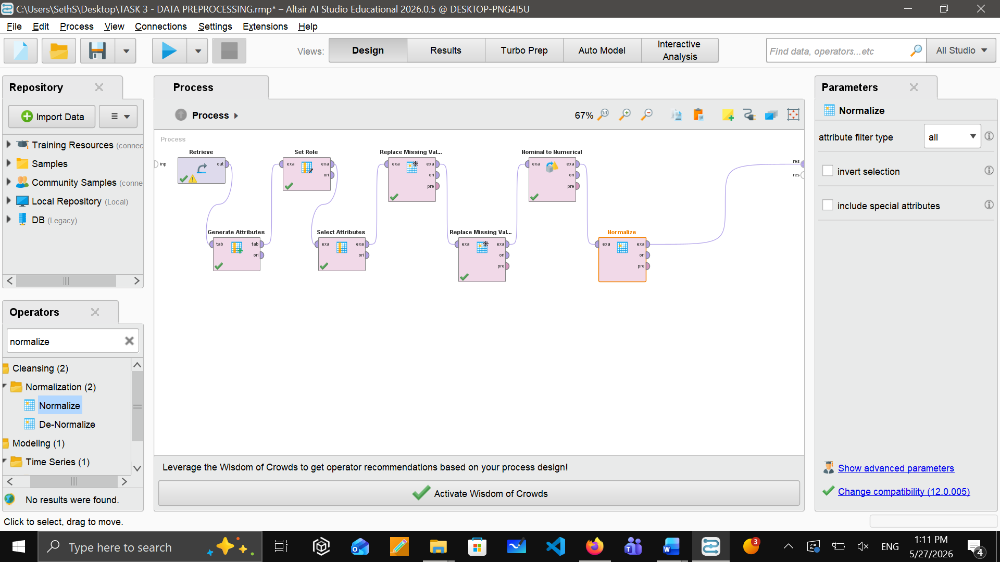 C:\Users\SethS\Desktop\TASK 3 - DATA PREPROCESSING.rmp* – Altair AI Studio Educational 2026.0.5 @ DESKTOP-PNG4I5U
File Edit Process View Connections Settings Extensions Help
Views: Design Results Turbo Prep Auto Model Interactive Analysis
Find data, operators...etc All Studio
Repository
Import Data
Training Resources (connec
Samples
Community Samples (conne
Local Repository (Local)
DB (Legacy)
Operators
normalize
Cleansing (2)
Normalization (2)
Normalize
De-Normalize
Modeling (1)
Time Series (1)
No results were found.
Process
Process
67%
Process
inp
Retrieve
out
Generate Attributes
tab tab
ori
Set Role
exa exa
ori
Select Attributes
exa exa
ori
Replace Missing Val...
exa exa
ori
pre
Replace Missing Val...
exa exa
ori
pre
Nominal to Numerical
exa exa
ori
pre
Normalize
exa exa
ori
pre
res
res
Leverage the Wisdom of Crowds to get operator recommendations based on your process design!
Activate Wisdom of Crowds
Parameters
Normalize
attribute filter type all
invert selection
include special attributes
Show advanced parameters
Change compatibility (12.0.005)
Click to select, drag to move.
Type here to search
3
ENG
1:11 PM
5/27/2026
4